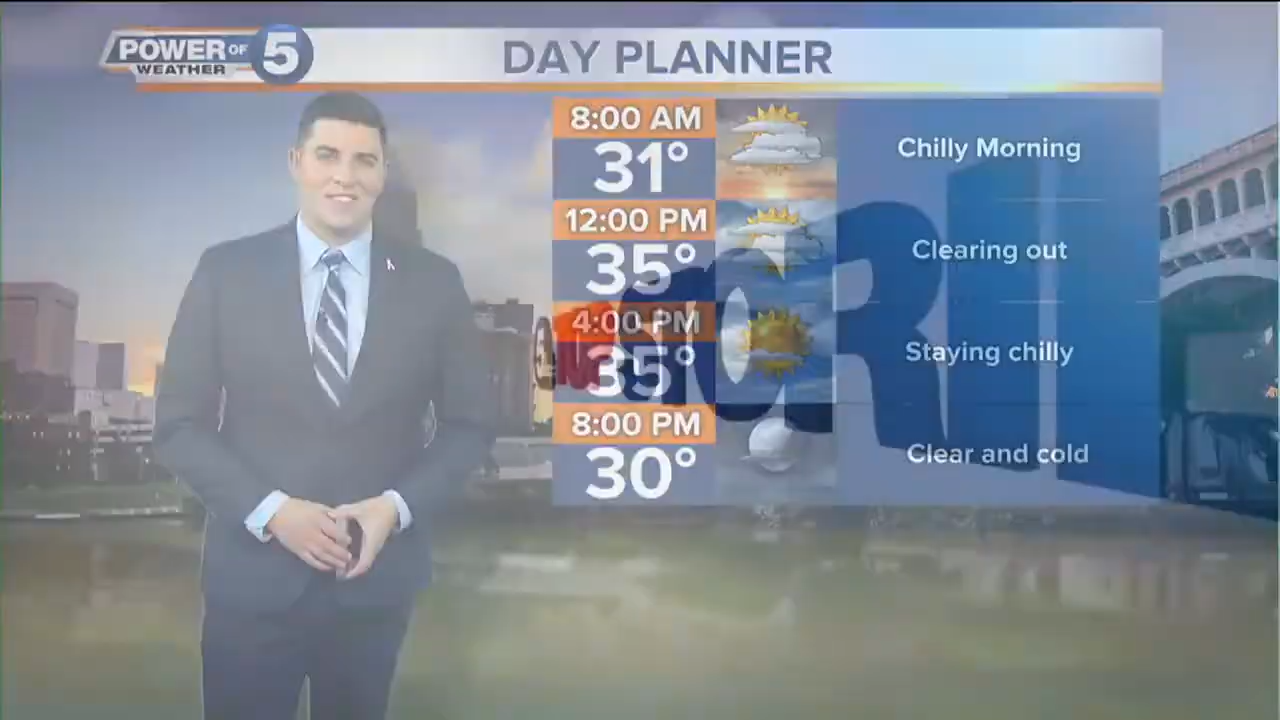 POWER OF 5
WEATHER
DAY PLANNER
8:00 AM
31°
Chilly Morning
12:00 PM
35°
Clearing out
4:00 PM
35°
Staying chilly
8:00 PM
30°
Clear and cold